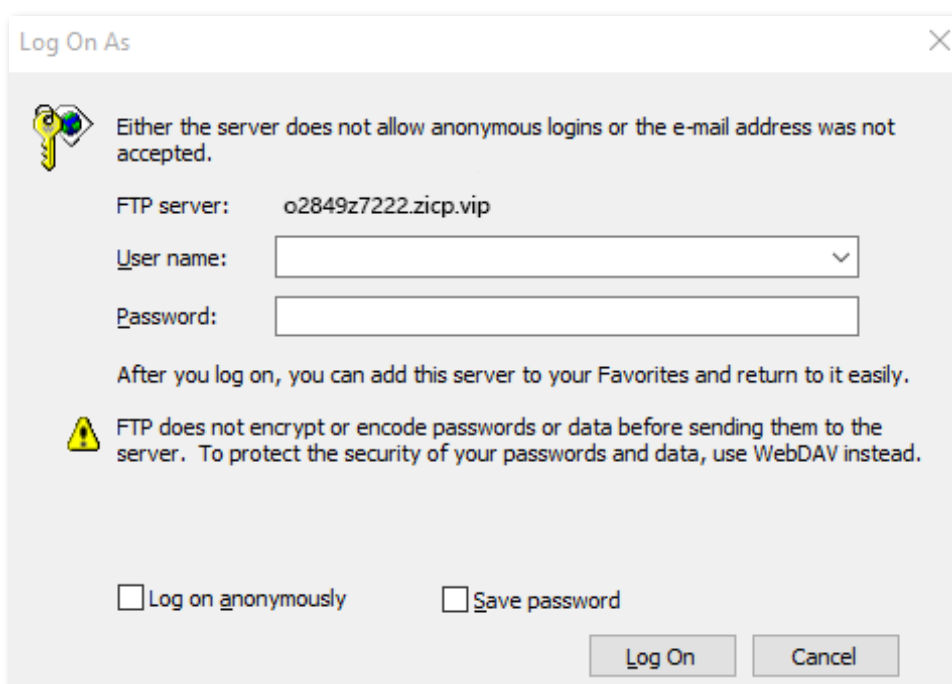 Log On As
Either the server does not allow anonymous logins or the e-mail address was not
accepted.
FTP server: o2849z7222.zicp.vip
User name:
Password:
After you log on, you can add this server to your Favorites and return to it easily.
FTP does not encrypt or encode passwords or data before sending them to the
server. To protect the security of your passwords and data, use WebDAV instead.
Log on anonymously Save password
Log On Cancel